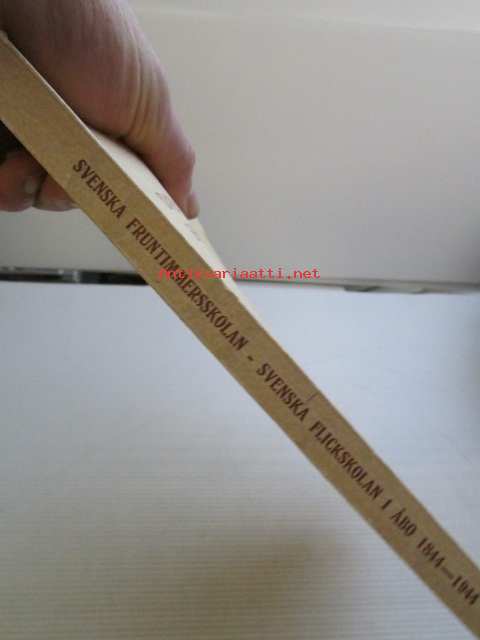 SVENSKA FRUNTIMMERSSKOLAN - SVENSKA FLICKSKOLAN I ÅBO 1844—1944
antikvariaatti.net